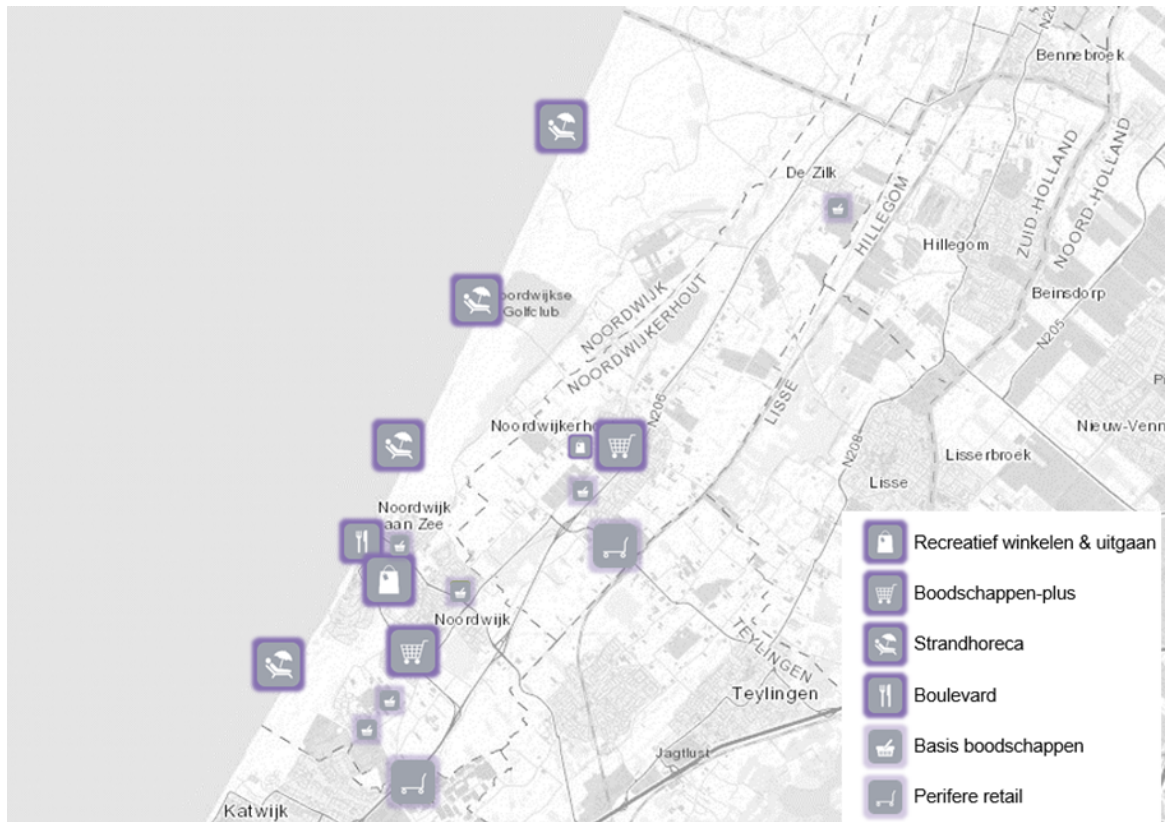 Bennebroek
De Zilk
HILLEGOM
ZUID-HOLLAND
NOORD-HOLLAND
Hillegom
Beinsdorp
N205
oordwijkse
Golfclub
NOORDWIJK
NOORDWIJKERHOUT
LISSE
N206
Noordwijkerho
N208
Nieuw-Venn
Lisserbroek
Lisse
Noordwijk
aan Zee
Noordwijk
TEYLINGEN
Teylingen
Jagtlust
Katwijk
Recreatief winkelen & uitgaan
Boodschappen-plus
Strandhoreca
Boulevard
Basis boodschappen
Perifere retail